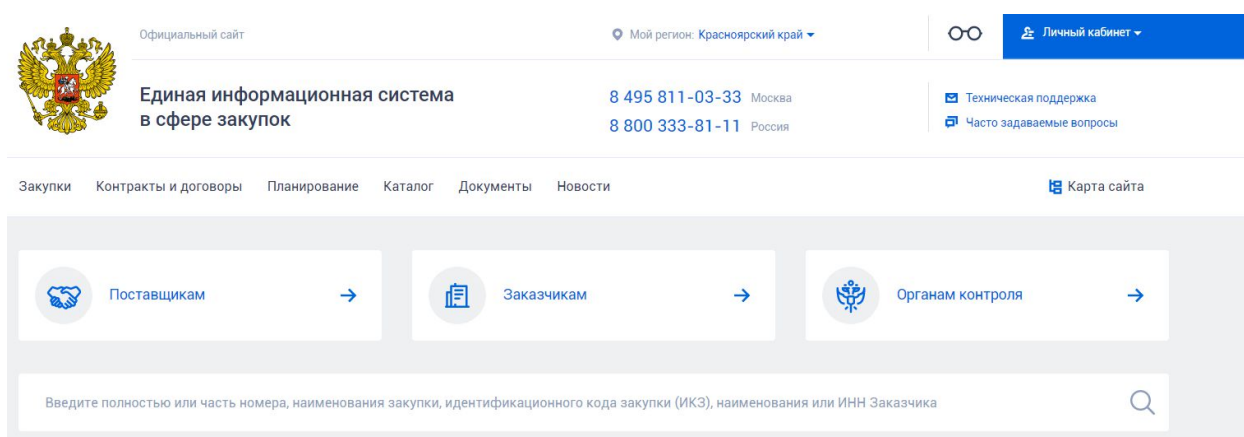 Официальный сайт
Мой регион: Красноярский край
Личный кабинет
Единая информационная система
в сфере закупок
8 495 811-03-33 Москва
8 800 333-81-11 Россия
Техническая поддержка
Часто задаваемые вопросы
Закупки Контракты и договоры Планирование Каталог Документы Новости Карта сайта
Поставщикам
Заказчикам
Органам контроля
Введите полностью или часть номера, наименования закупки, идентификационного кода закупки (ИКЗ), наименования или ИНН Заказчика